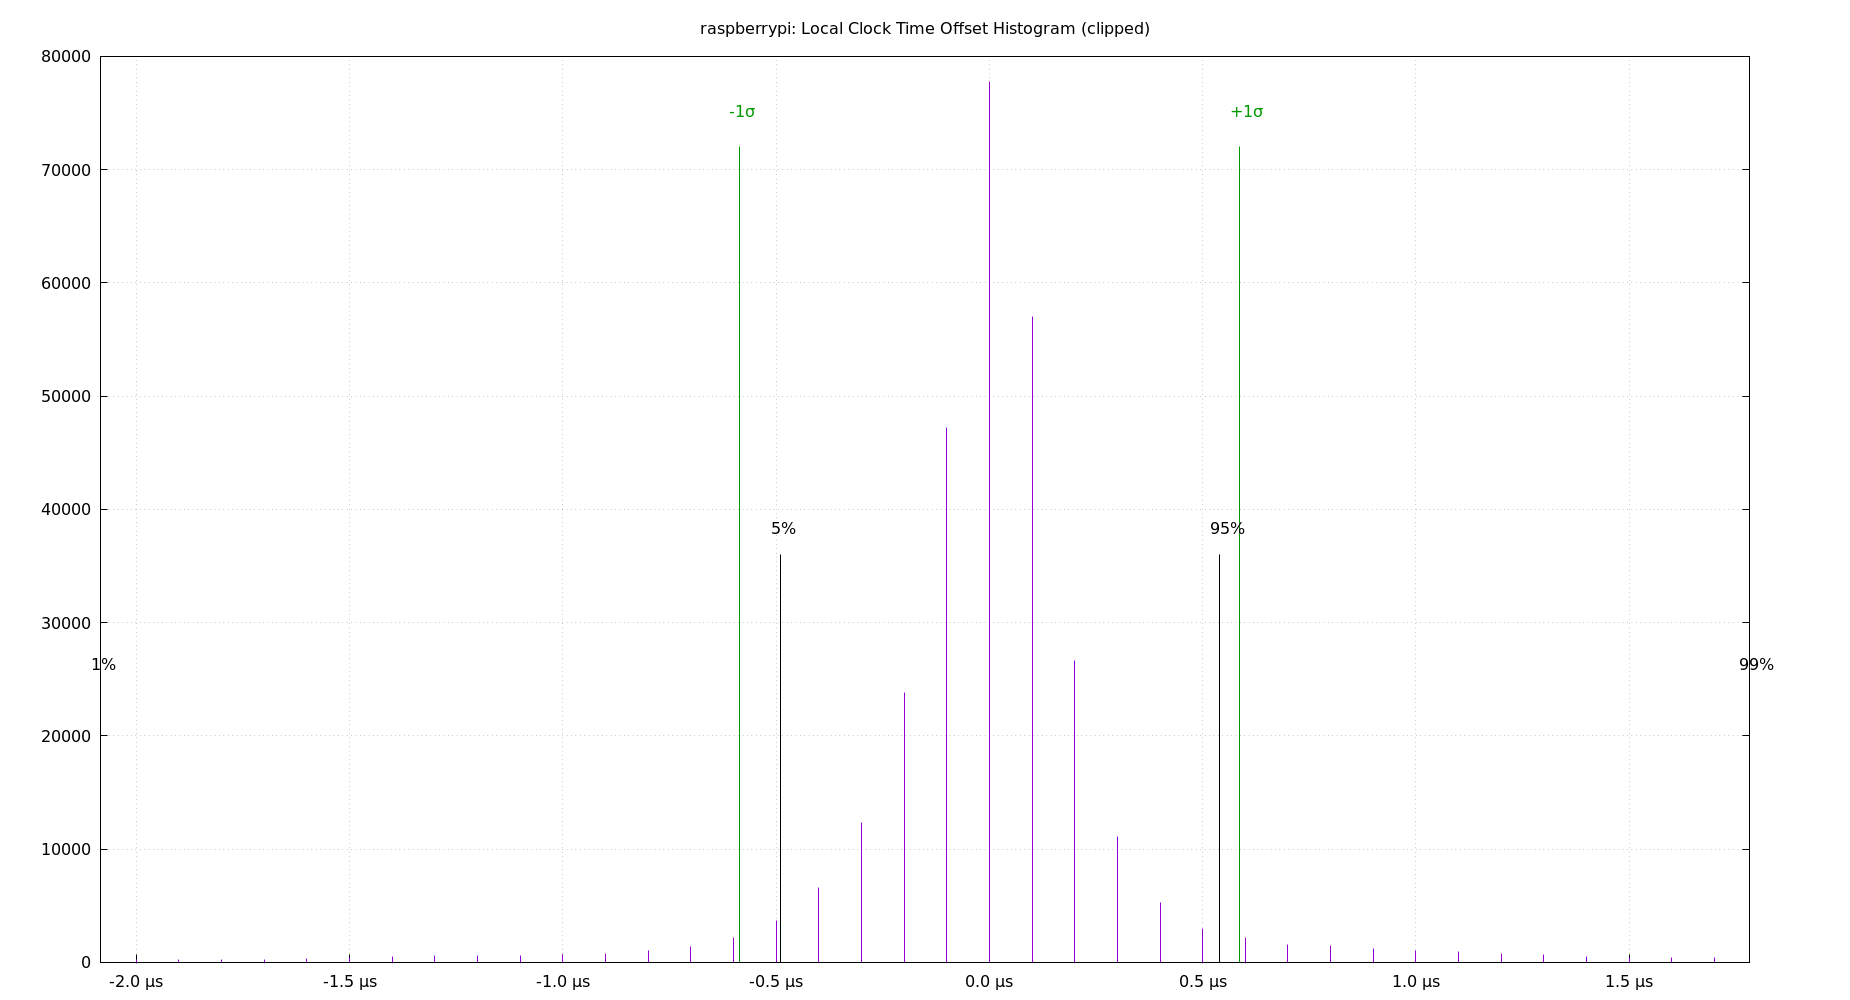 raspberrypi: Local Clock Time Offset Histogram (clipped)
80000
-1σ
+1σ
70000
60000
50000
40000
5%
95%
30000
1%
99%
20000
10000
0
-2.0 µs
-1.5 µs
-1.0 µs
-0.5 µs
0.0 µs
0.5 µs
1.0 µs
1.5 µs